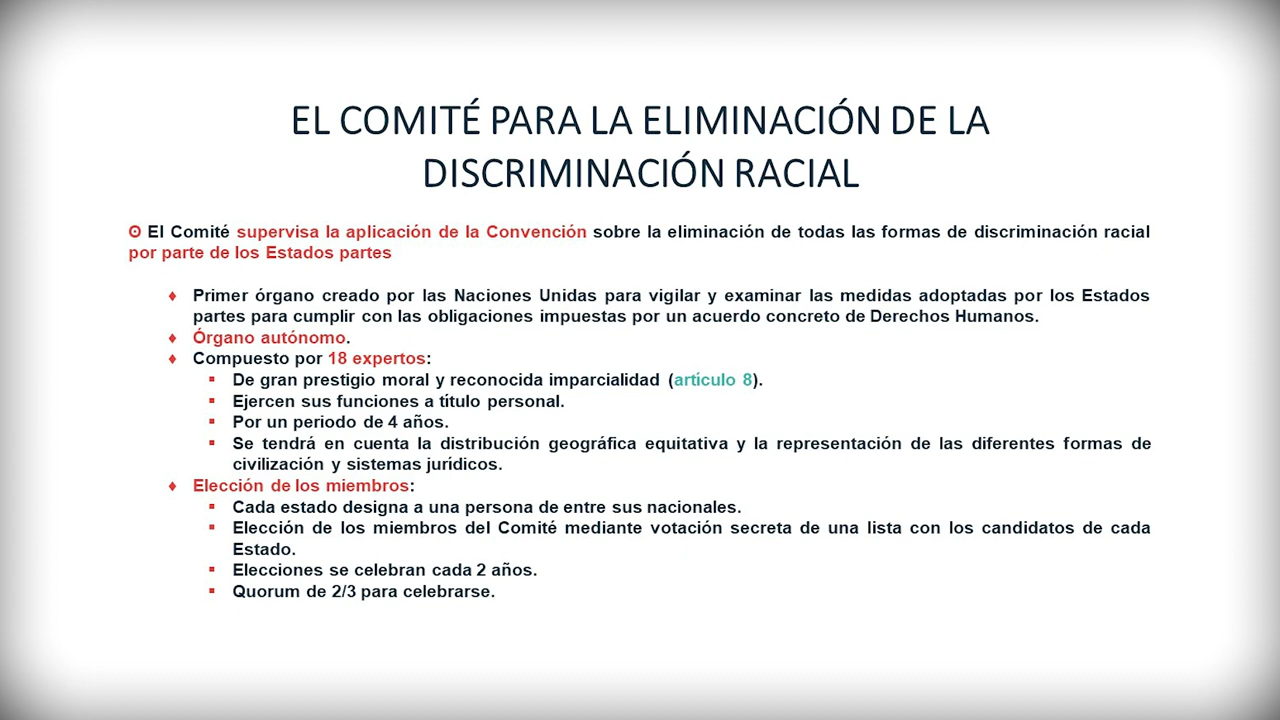 EL COMITÉ PARA LA ELIMINACIÓN DE LA
DISCRIMINACIÓN RACIAL
ʘ El Comité supervisa la aplicación de la Convención sobre la eliminación de todas las formas de discriminación racial
por parte de los Estados partes
♦ Primer órgano creado por las Naciones Unidas para vigilar y examinar las medidas adoptadas por los Estados
partes para cumplir con las obligaciones impuestas por un acuerdo concreto de Derechos Humanos.
♦ Órgano autónomo.
♦ Compuesto por 18 expertos:
▪ De gran prestigio moral y reconocida imparcialidad (artículo 8).
▪ Ejercen sus funciones a título personal.
▪ Por un periodo de 4 años.
▪ Se tendrá en cuenta la distribución geográfica equitativa y la representación de las diferentes formas de
civilización y sistemas jurídicos.
♦ Elección de los miembros:
▪ Cada estado designa a una persona de entre sus nacionales.
▪ Elección de los miembros del Comité mediante votación secreta de una lista con los candidatos de cada
Estado.
▪ Elecciones se celebran cada 2 años.
▪ Quorum de 2/3 para celebrarse.